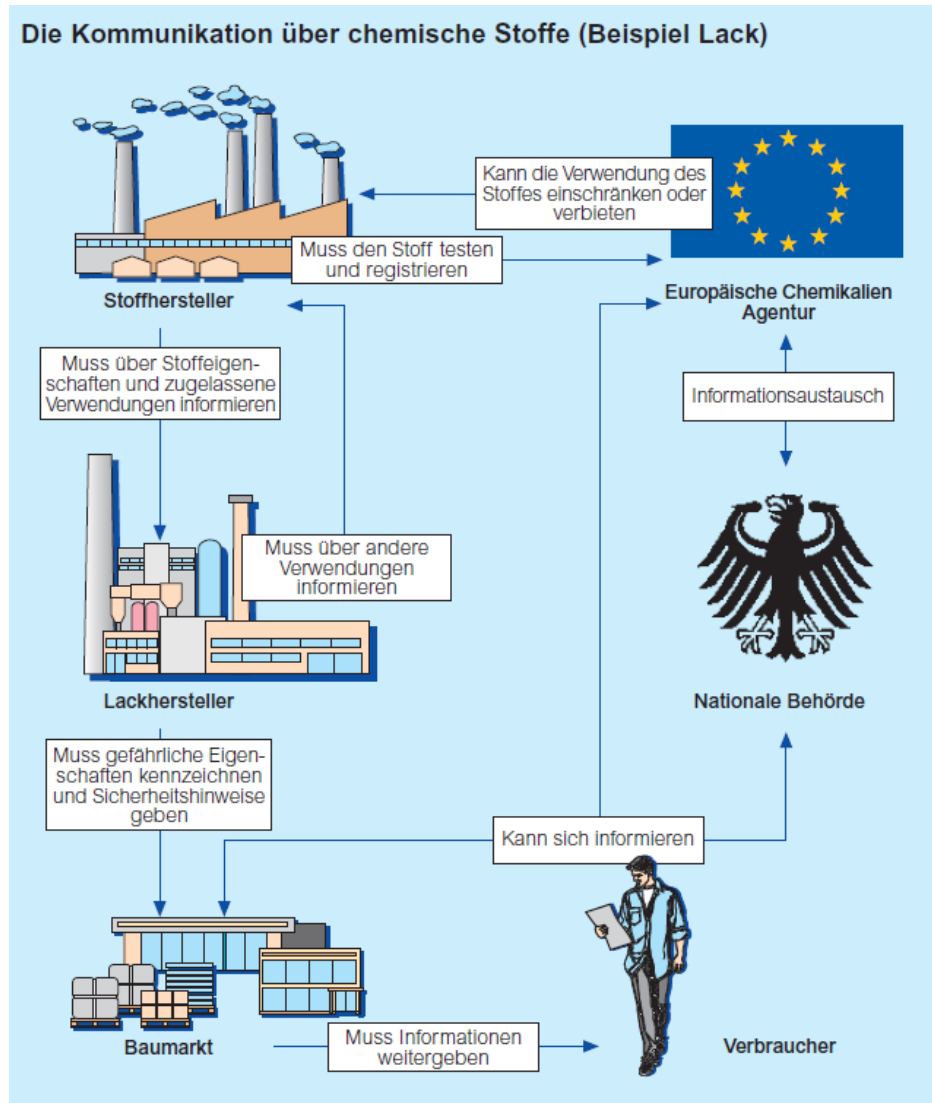 Die Kommunikation über chemische Stoffe (Beispiel Lack)
Kann die Verwendung des
Stoffes einschränken oder
verbieten
Muss den Stoff testen
und registrieren
Stoffhersteller
Europäische Chemikalien
Agentur
Muss über Stoffeigen-
schaften und zugelassene
Verwendungen informieren
Informationsaustausch
Muss über andere
Verwendungen
informieren
Lackhersteller
Nationale Behörde
Muss gefährliche Eigen-
schaften kennzeichnen
und Sicherheitshinweise
geben
Kann sich informieren
Baumarkt
Muss Informationen
weitergeben
Verbraucher